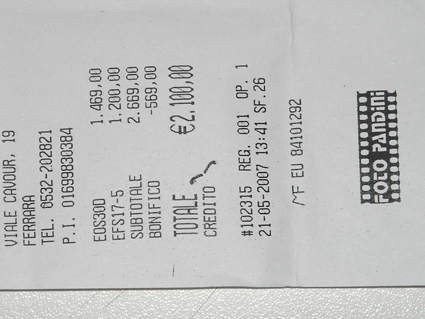 VIALE CAVOUR, 19
FERRARA
TEL. 0532-202821
P.I. 01699830384
EOS30D 1.469,00
EFS17-5 1.200,00
SUBTOTALE 2.669,00
BONIFICO -569,00
TOTALE €2.100,00
CREDITO
#102315 REG. 001 OP. 1
21-05-2007 13:41 SF.26
MF EU 84101292
FOTO PANDINI